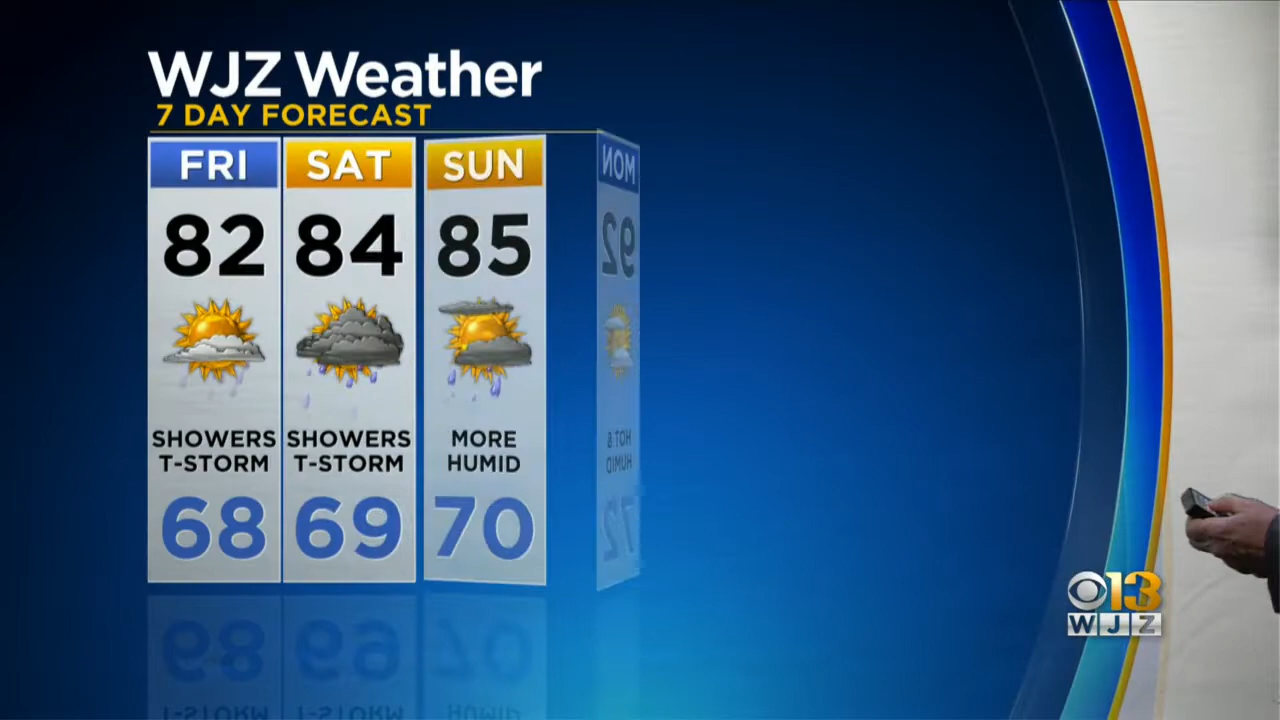 WJZ Weather
7 DAY FORECAST
FRI
82
SHOWERS
T-STORM
68
SAT
84
SHOWERS
T-STORM
69
SUN
85
MORE
HUMID
70
MON
92
HOT &
HUMID
72
13
WJZ